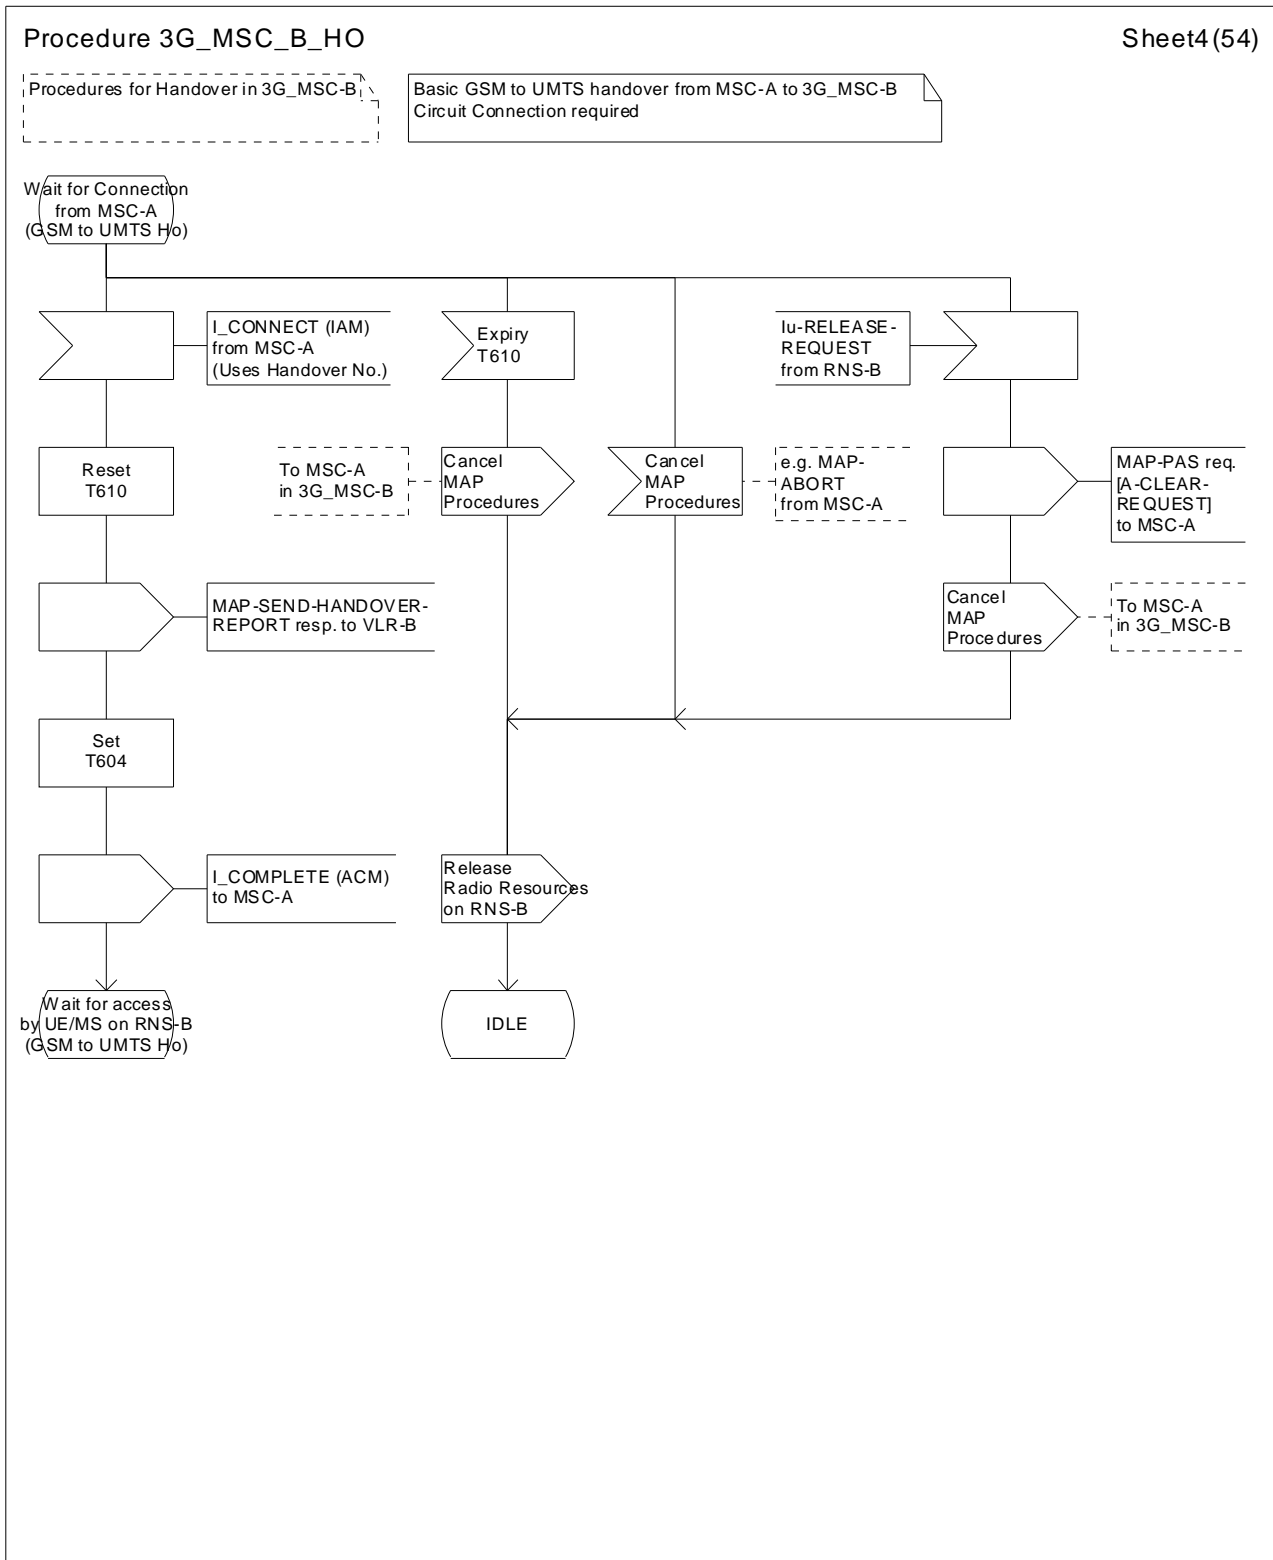 Procedure 3G_MSC_B_HO
Sheet4(54)
Procedures for Handover in 3G_MSC-B
Basic GSM to UMTS handover from MSC-A to 3G_MSC-B
Circuit Connection required
Wait for Connection
from MSC-A
(GSM to UMTS Ho)
I_CONNECT (IAM)
from MSC-A
(Uses Handover No.)
Expiry
T610
Iu-RELEASE-
REQUEST
from RNS-B
Reset
T610
To MSC-A
in 3G_MSC-B
Cancel
MAP
Procedures
Cancel
MAP
Procedures
e.g. MAP-
ABORT
from MSC-A
MAP-PAS req.
[A-CLEAR-
REQUEST]
to MSC-A
MAP-SEND-HANDOVER-
REPORT resp. to VLR-B
Cancel
MAP
Procedures
To MSC-A
in 3G_MSC-B
Set
T604
I_COMPLETE (ACM)
to MSC-A
Release
Radio Resources
on RNS-B
Wait for access
by UE/MS on RNS-B
(GSM to UMTS Ho)
IDLE